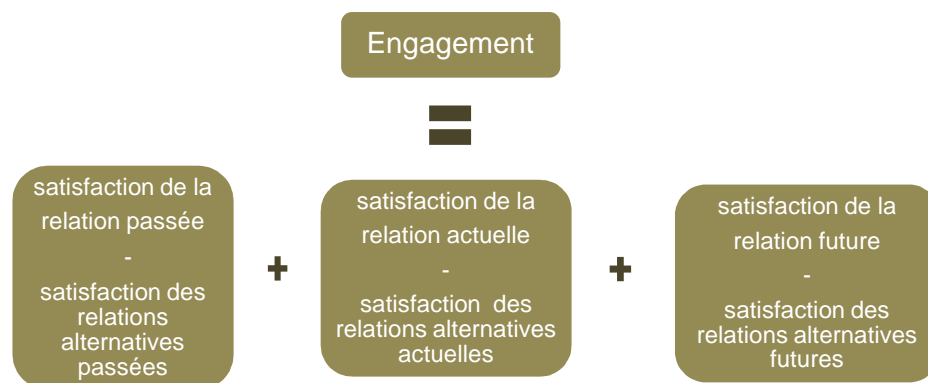 Engagement
=
satisfaction de la
relation passée
-
satisfaction des
relations
alternatives
passées
+
satisfaction de la
relation actuelle
-
satisfaction des
relations alternatives
actuelles
+
satisfaction de la
relation future
-
satisfaction des
relations alternatives
futures